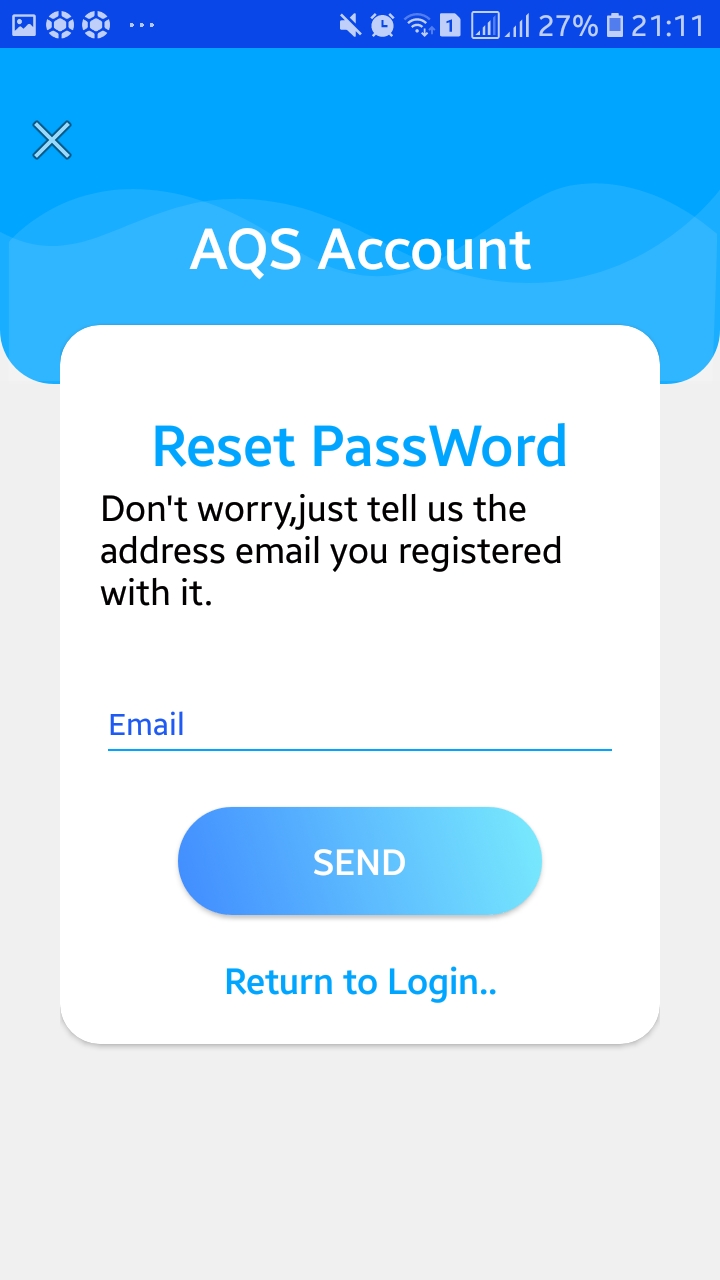 ... 1 27% 21:11
AQS Account
Reset PassWord
Don't worry,just tell us the
address email you registered
with it.
Email
SEND
Return to Login..